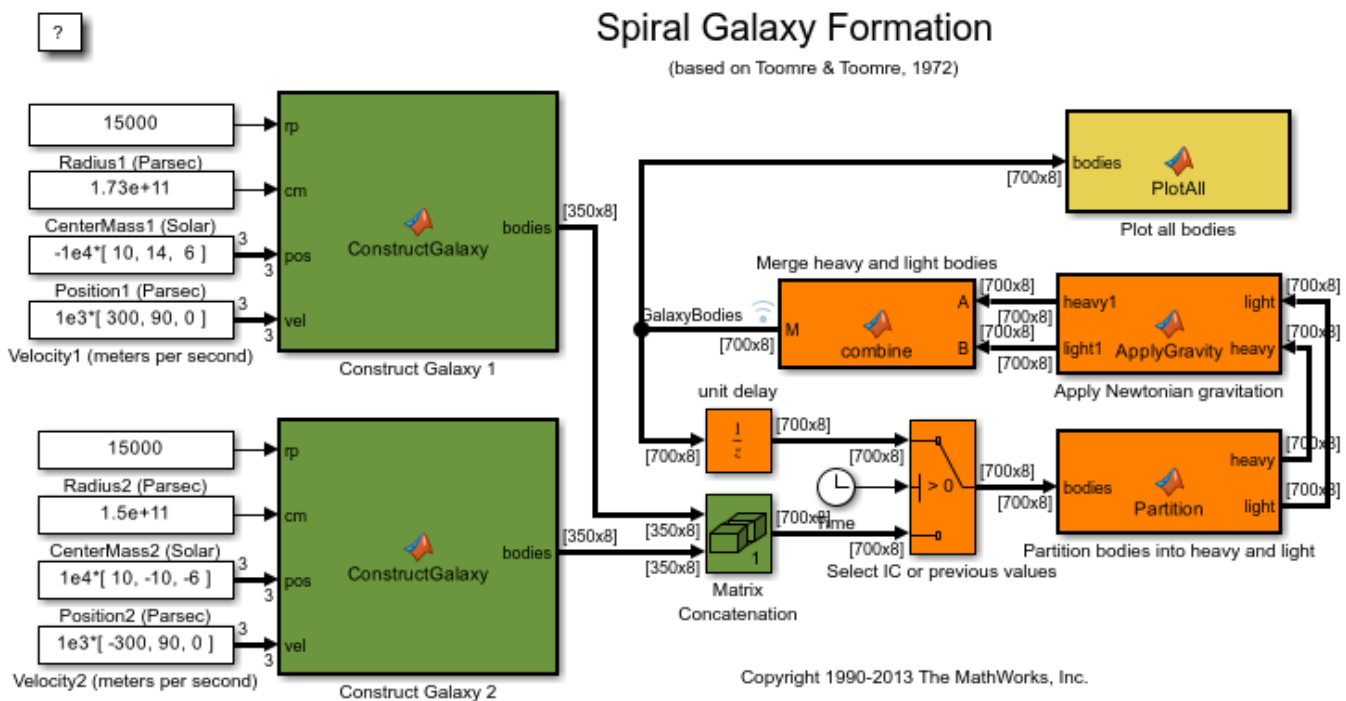 ?
Spiral Galaxy Formation
(based on Toomre & Toomre, 1972)
15000
Radius1 (Parsec)
1.73e+11
CenterMass1 (Solar)
-1e4*[ 10, 14,  6 ]
3
3
Position1 (Parsec)
1e3*[ 300, 90, 0 ]
3
3
Velocity1 (meters per second)
rp
cm
pos
vel
ConstructGalaxy
bodies
[350x8]
Construct Galaxy 1
15000
Radius2 (Parsec)
1.5e+11
CenterMass2 (Solar)
1e4*[ 10, -10, -6 ]
3
3
Position2 (Parsec)
1e3*[ -300, 90, 0 ]
3
3
Velocity2 (meters per second)
rp
cm
pos
vel
ConstructGalaxy
bodies
[350x8]
Construct Galaxy 2
[700x8]
bodies
PlotAll
Plot all bodies
Merge heavy and light bodies
GalaxyBodies
[700x8]
M
combine
A
B
[700x8]
[700x8]
[700x8]
[700x8]
heavy1
light1
ApplyGravity
light
heavy
[700x8]
[700x8]
Apply Newtonian gravitation
unit delay
[700x8]
1
z
[700x8]
[700x8]
Time
> 0
[350x8]
[350x8]
1
[700x8]
[700x8]
Matrix
Concatenation
Select IC or previous values
[700x8]
[700x8]
bodies
Partition
heavy
light
[700x8]
[700x8]
Partition bodies into heavy and light
Copyright 1990-2013 The MathWorks, Inc.